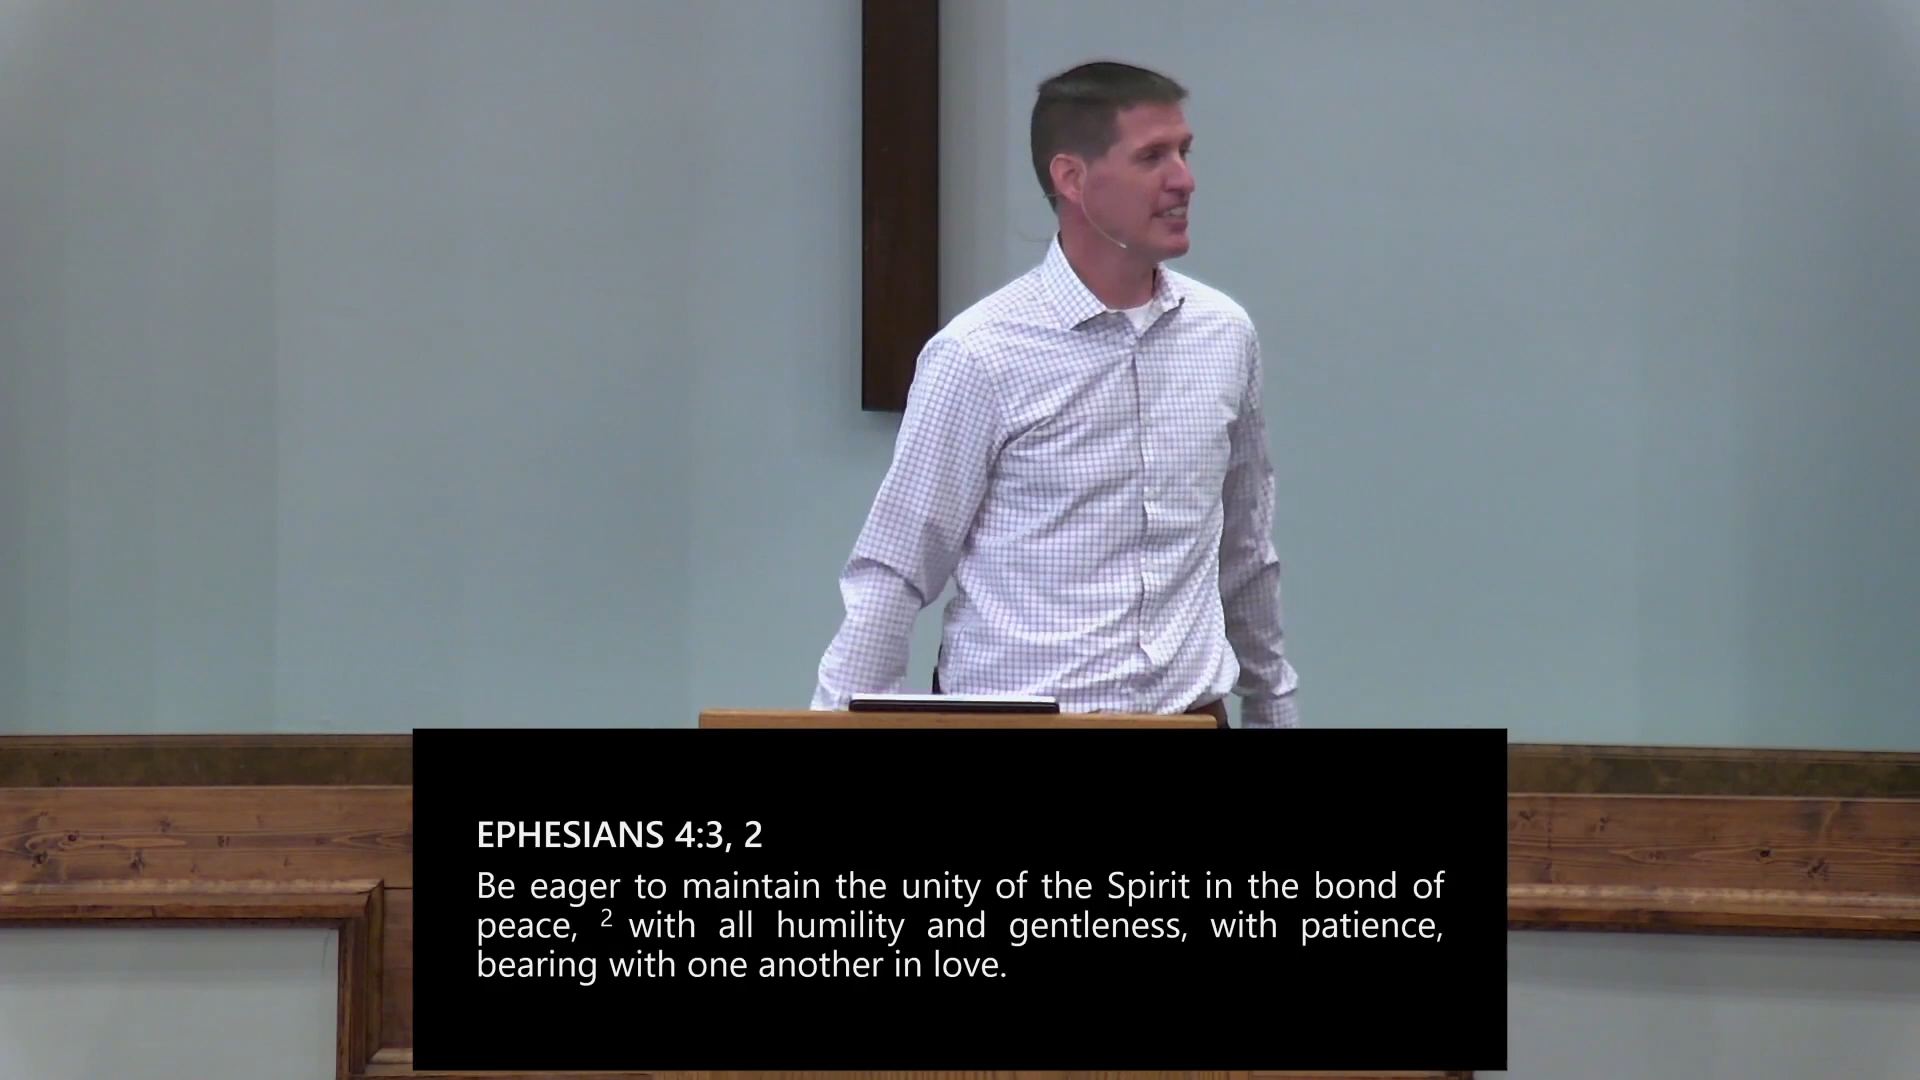 EPHESIANS 4:3, 2
Be eager to maintain the unity of the Spirit in the bond of
peace, ² with all humility and gentleness, with patience,
bearing with one another in love.